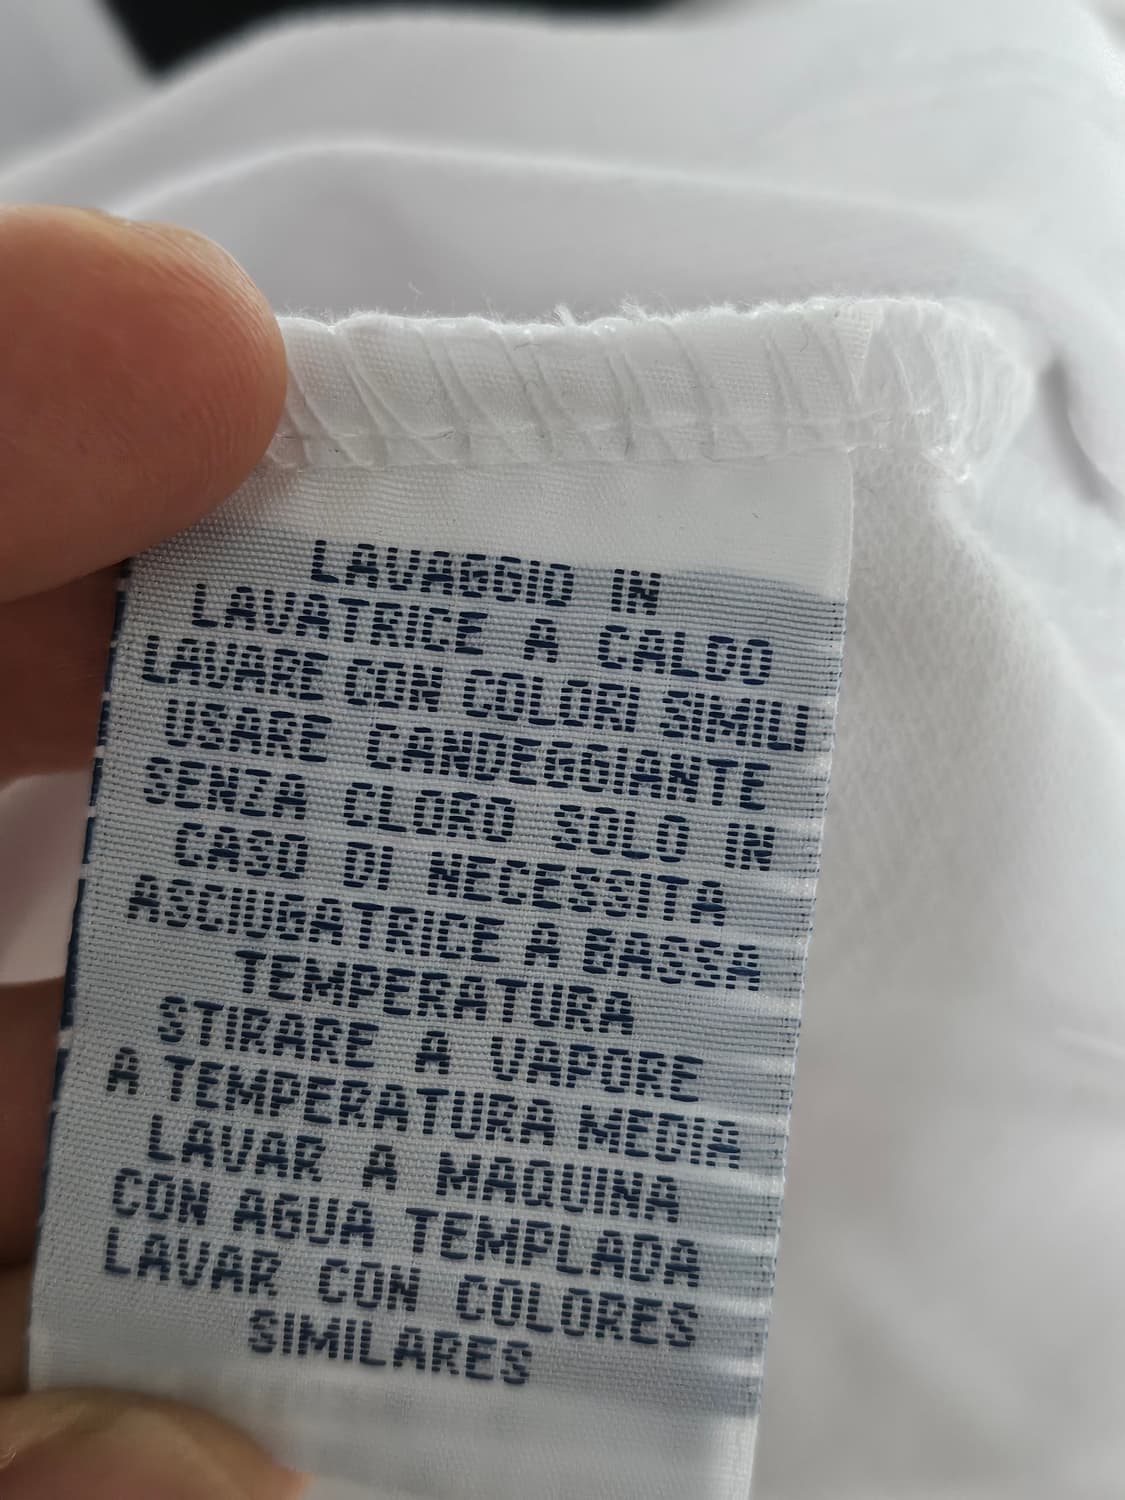 LAVAGGIO IN
LAVATRICE A CALDO
LAVARE CON COLORI SIMILI
USARE CANDEGGIANTE
SENZA CLORO SOLO IN
CASO DI NECESSITA
ASCIUGATRICE A BASSA
TEMPERATURA
STIRARE A VAPORE
A TEMPERATURA MEDIA
LAVAR A MAQUINA
CON AGUA TEMPLADA
LAVAR CON COLORES
SIMILARES